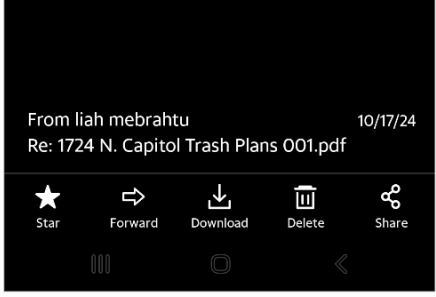 From liah mebrahtu 10/17/24
Re: 1724 N. Capitol Trash Plans 001.pdf
Star Forward Download Delete Share